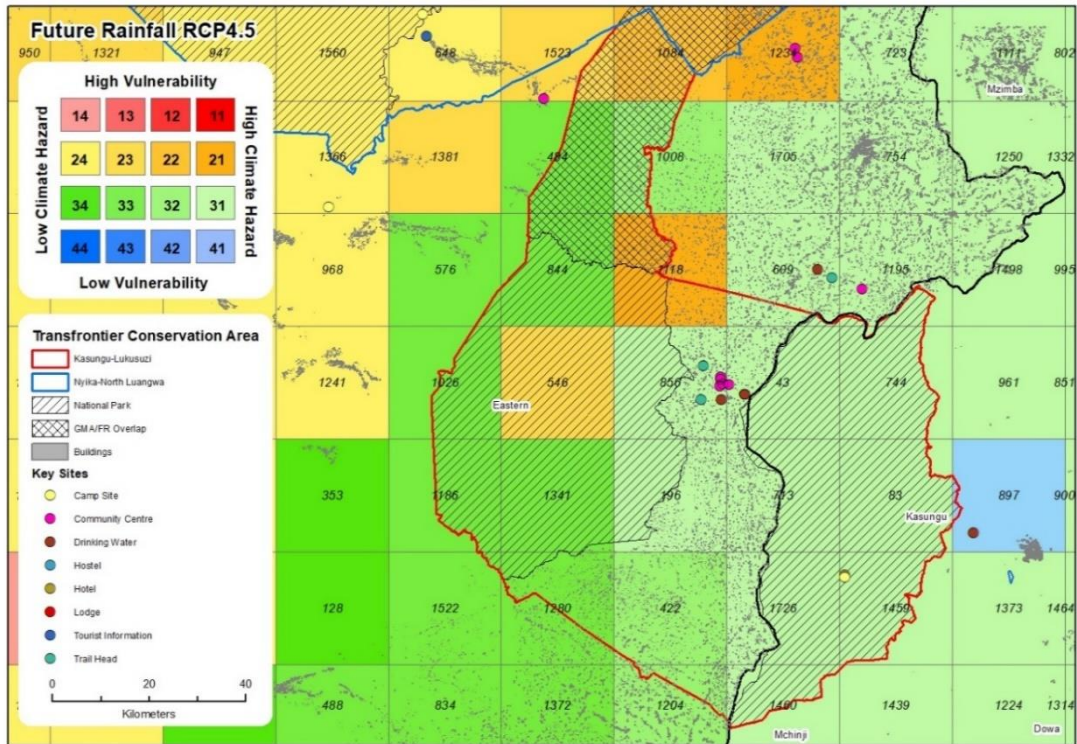 Future Rainfall RCP4.5
950 1321 947 1560 648 1523 1084 1234 723 1111 802
Mzimba
High Vulnerability
Low Climate Hazard
High Climate Hazard
14 13 12 11
24 23 22 21
34 33 32 31
44 43 42 41
Low Vulnerability
1366 1381 484 1008 1705 754 1250 1332
968 576 844 1118 609 1195 1498 995
1241 1026 546 856 43 744 961 851
Eastern
353 1186 1341 196 713 83 897 900
Kasungu
128 1522 1280 422 1726 1459 1373 1464
488 834 1372 1204 1480 1439 1224 1314
Mchinji
Dowa
Transfrontier Conservation Area
Kasungu-Lukusuzi
Nyika-North Luangwa
National Park
GMA/FR Overlap
Buildings
Key Sites
Camp Site
Community Centre
Drinking Water
Hostel
Hotel
Lodge
Tourist Information
Trail Head
0 20 40
Kilometers